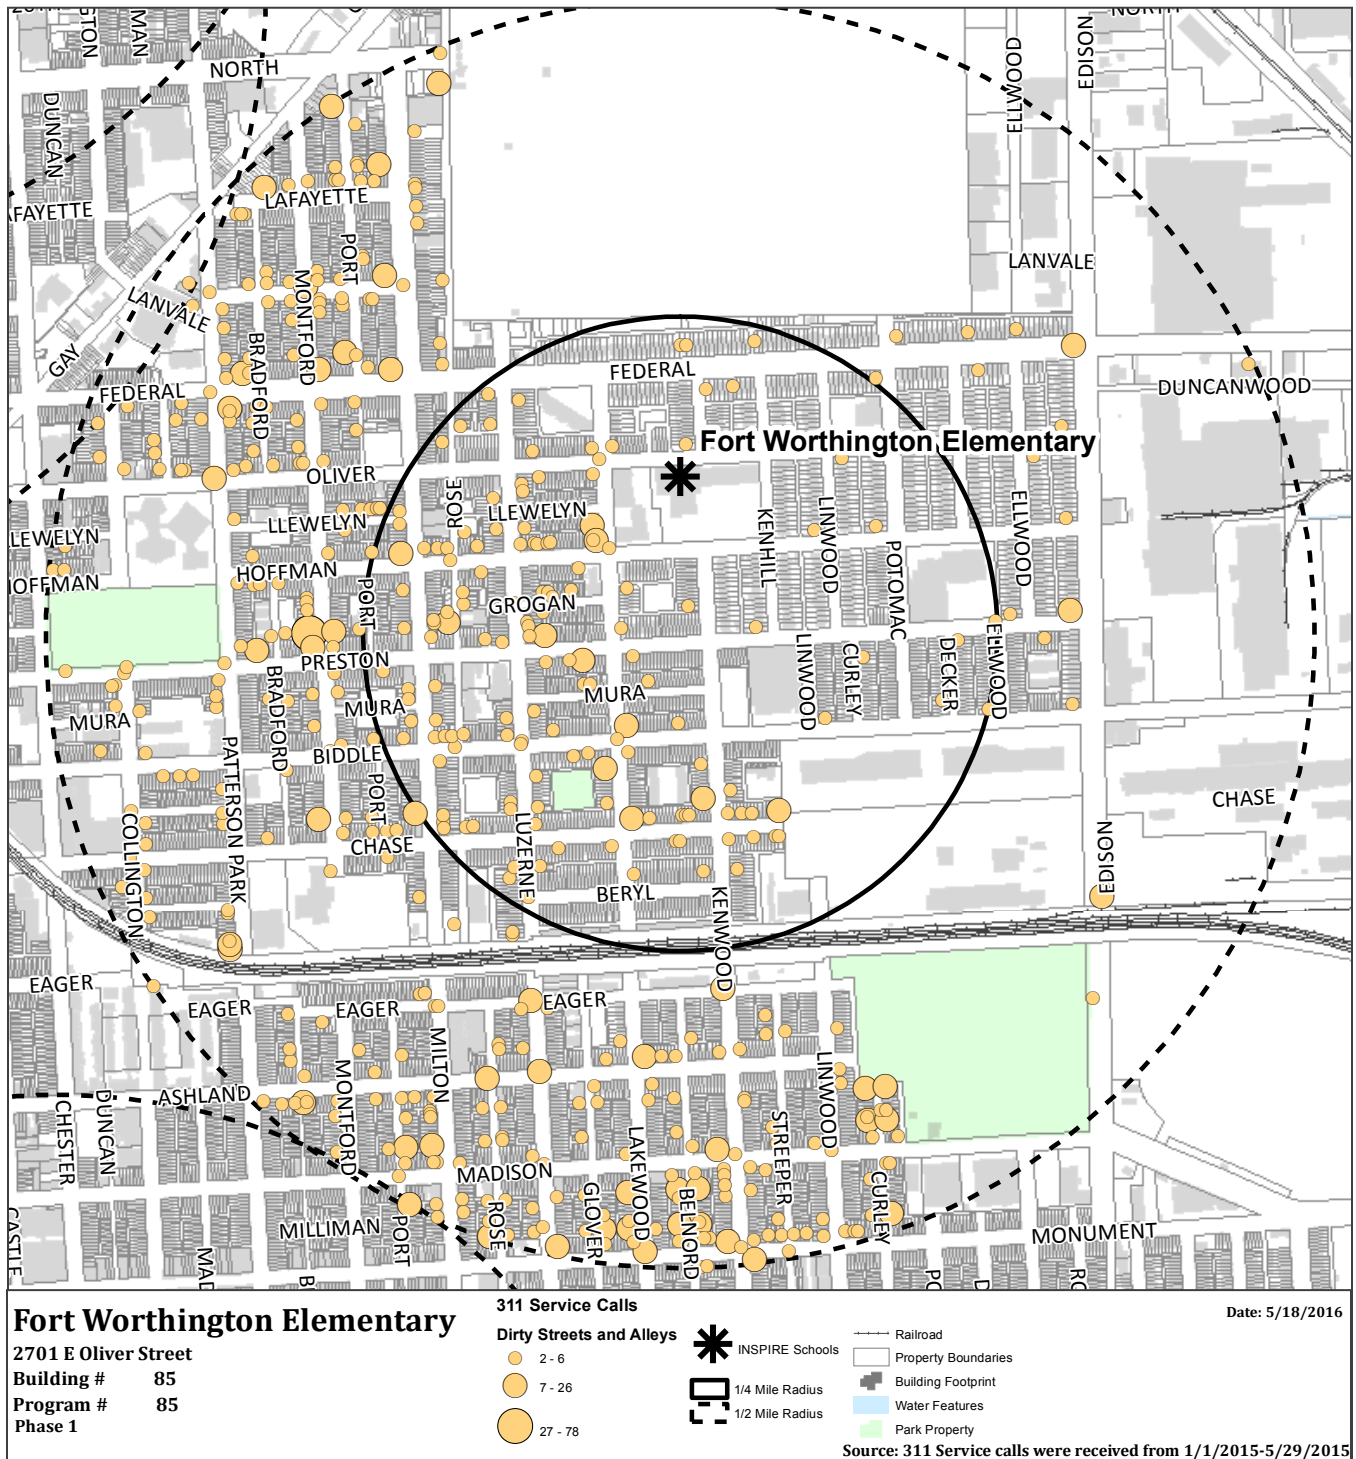 NORTH
DUNCAN
ELLWOOD
EDISON
LAFAYETTE
PORT
LANVALE
LANVALE
MONTFORD
GAY
BRADFORD
FEDERAL
FEDERAL
DUNCANWOOD
Fort Worthington Elementary
OLIVER
ROSE
LLEWELYN
LLEWELYN
KENHILL
LINWOOD
ELLWOOD
LLEWELYN
POTOMAC
HOFFMAN
HOFFMAN
PORT
GROGAN
PRESTON
BRADFORD
LINWOOD
CURLEY
DECKER
ELLWOOD
MURA
MURA
MURA
PATTERSON PARK
BIDDLE
PORT
CHASE
COLLINGTON
LUZERNE
CHASE
EDISON
BERYL
KENWOOD
EAGER
EAGER
EAGER
EAGER
MILTON
MONTFORD
LINWOOD
ASHLAND
CHESTER
DUNCAN
STREEPER
LAKEWOOD
MADISON
GLOVER
BELNORD
CURLEY
ROSE
PORT
MILLIMAN
MONUMENT
CASTLE
Fort Worthington Elementary
2701 E Oliver Street
Building # 85
Program # 85
Phase 1
311 Service Calls
Dirty Streets and Alleys
2 - 6
7 - 26
27 - 78
INSPIRE Schools
1/4 Mile Radius
1/2 Mile Radius
Railroad
Property Boundaries
Building Footprint
Water Features
Park Property
Date: 5/18/2016
Source: 311 Service calls were received from 1/1/2015-5/29/2015